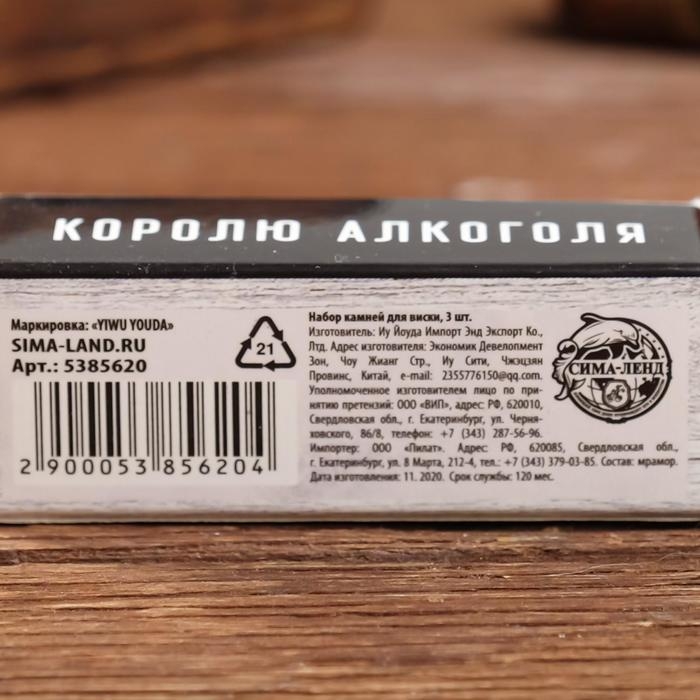 КОРОЛЮ АЛКОГОЛЯ
Маркировка: «YIWU YOUDA»
SIMA-LAND.RU
Арт.: 5385620
21
2 900053 856204
Набор камней для виски, 3 шт.
Изготовитель: Иу Йоуда Импорт Энд Экспорт Ко.,
Лтд. Адрес изготовителя: Экономик Девелопмент
Зон, Чоу Жианг Стр., Иу Сити, Чжэцзян
Провинс, Китай, e-mail: 2355776150@qq.com.
Уполномоченное изготовителем лицо по при-
нятию претензий: ООО «ВИП», адрес: РФ, 620010,
Свердловская обл., г. Екатеринбург, ул. Черня-
ховского, 86/8, телефон: +7 (343) 287-56-96.
Импортер: ООО «Пилат». Адрес: РФ, 620085, Свердловская обл.,
г. Екатеринбург, ул. 8 Марта, 212-4, тел.: +7 (343) 379-03-85. Состав: мрамор.
Дата изготовления: 11. 2020. Срок службы: 120 мес.
СИМА-ЛЕНД